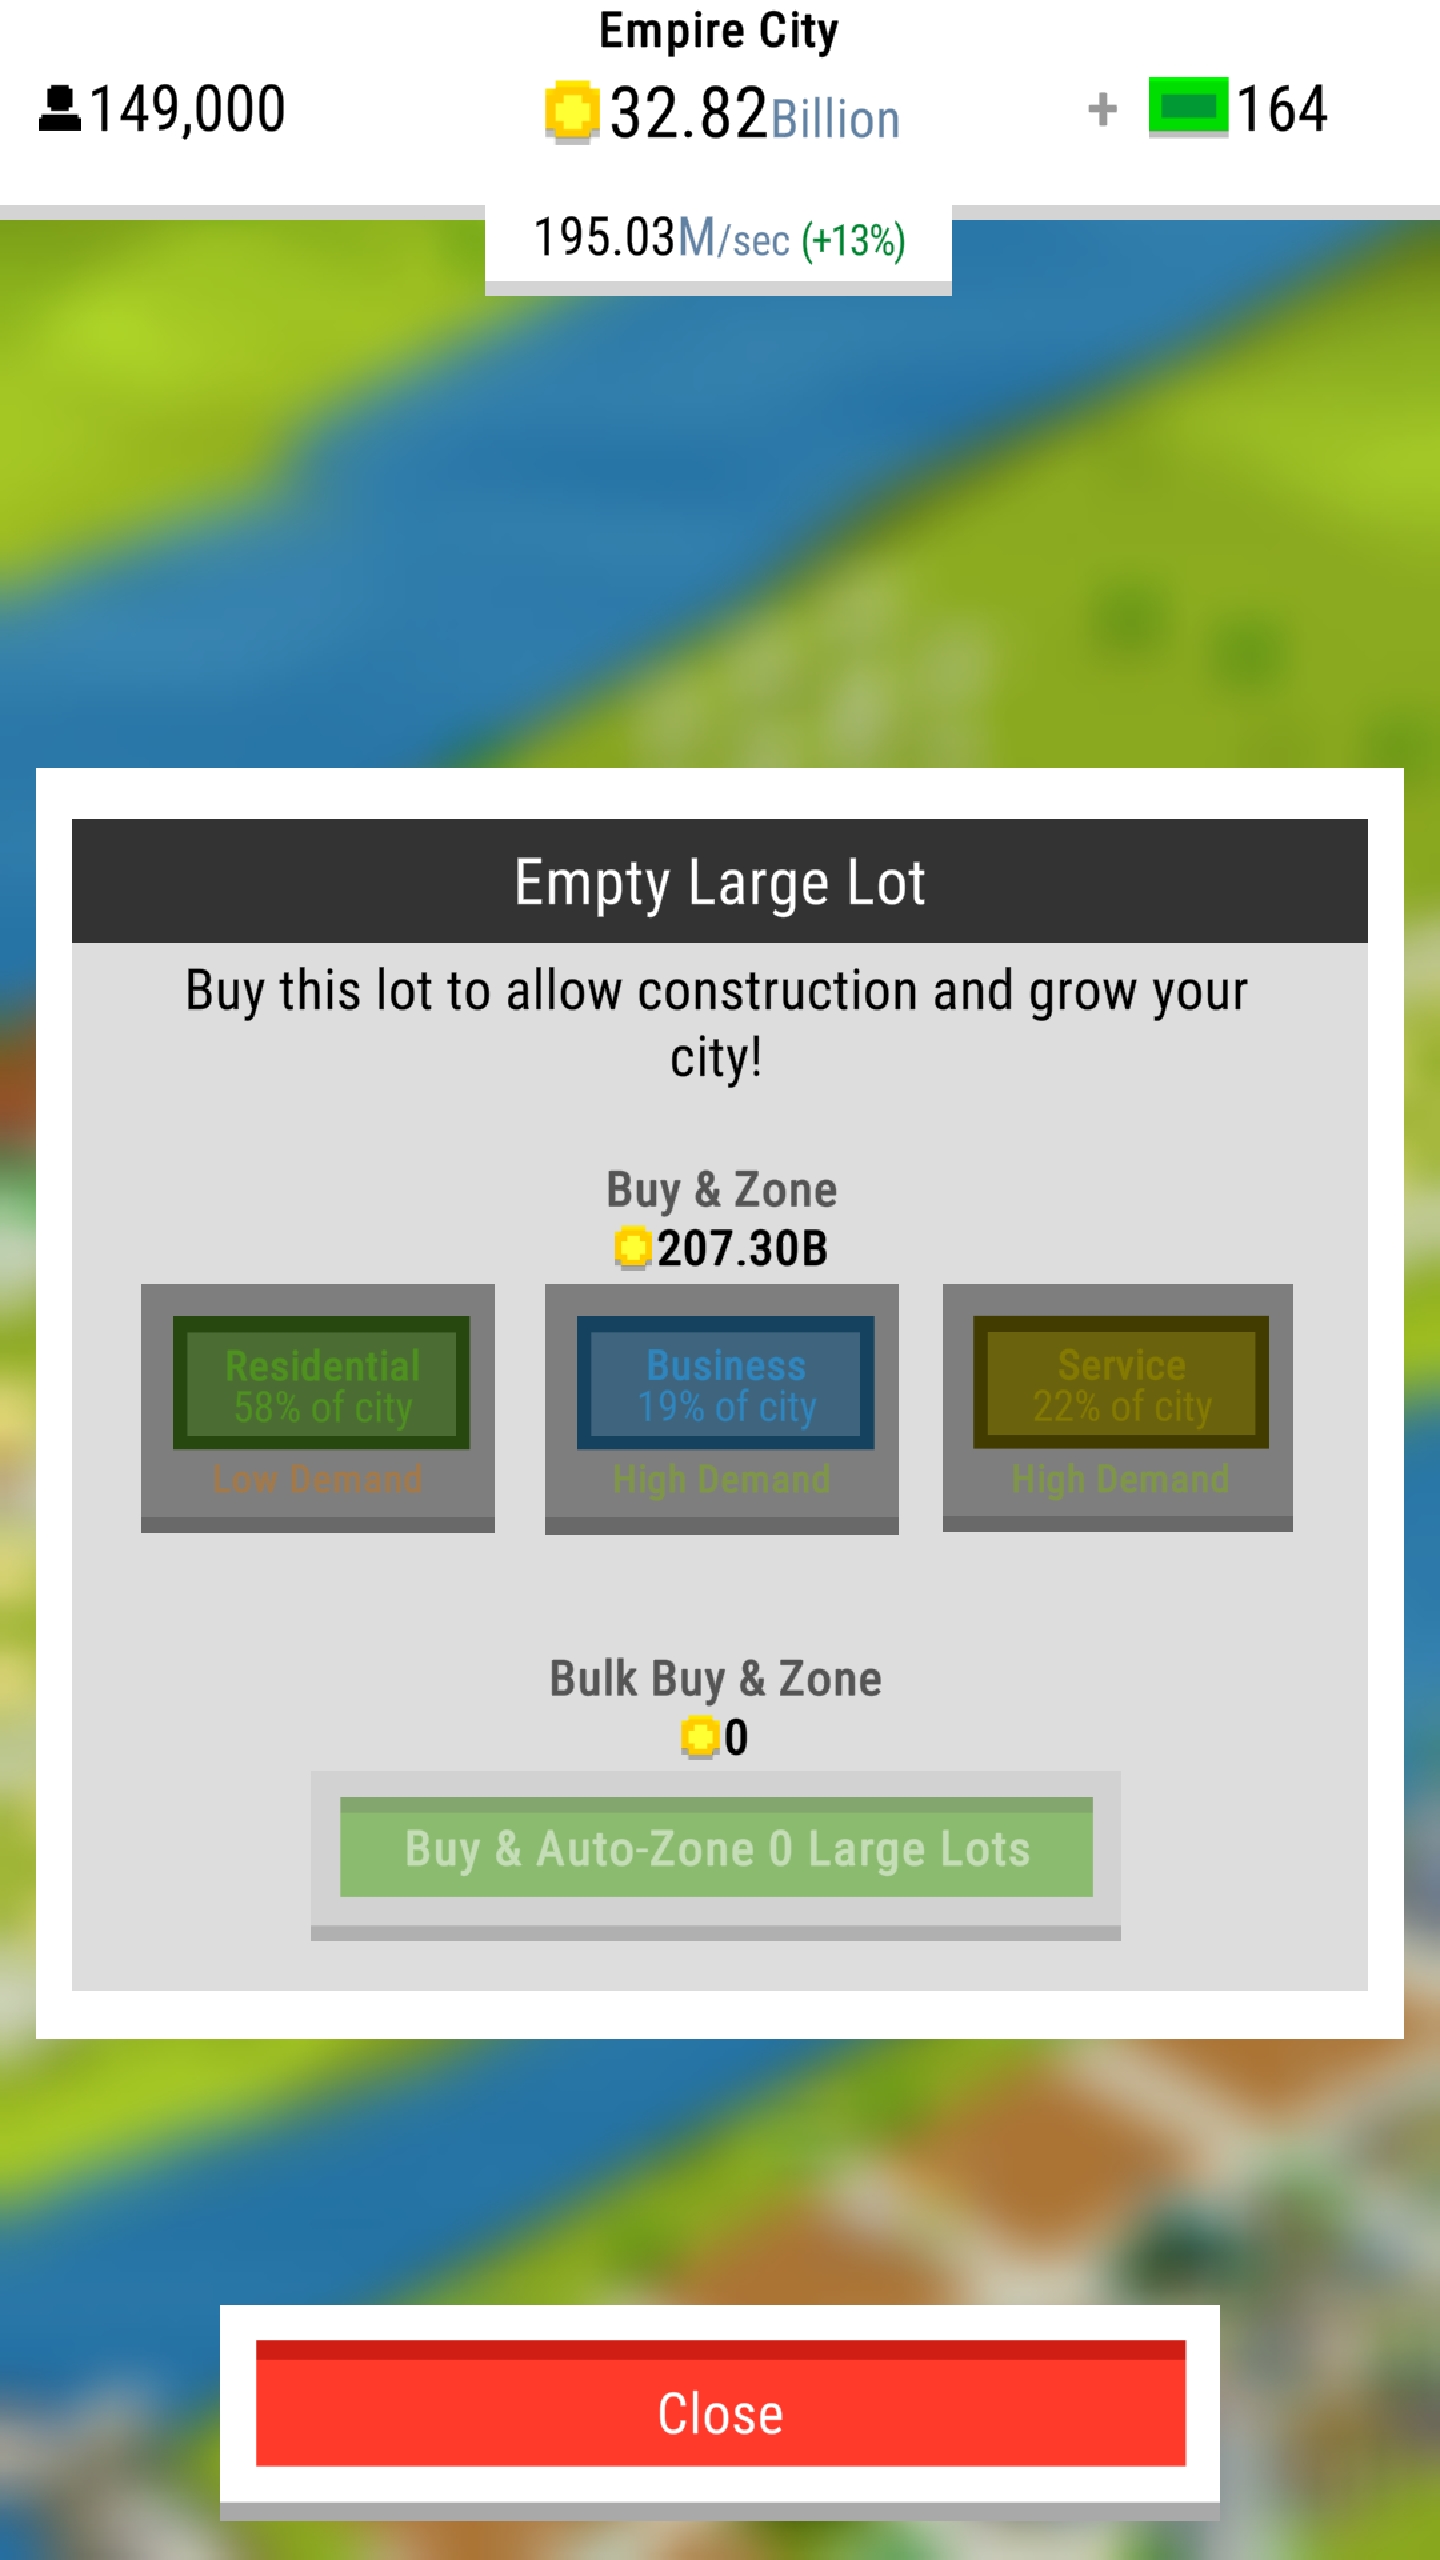 Empire City
149,000
32.82Billion
+ 164
195.03M/sec (+13%)
Empty Large Lot
Buy this lot to allow construction and grow your
city!
Buy & Zone
207.30B
Residential
58% of city
Low Demand
Business
19% of city
High Demand
Service
22% of city
High Demand
Bulk Buy & Zone
0
Buy & Auto-Zone 0 Large Lots
Close